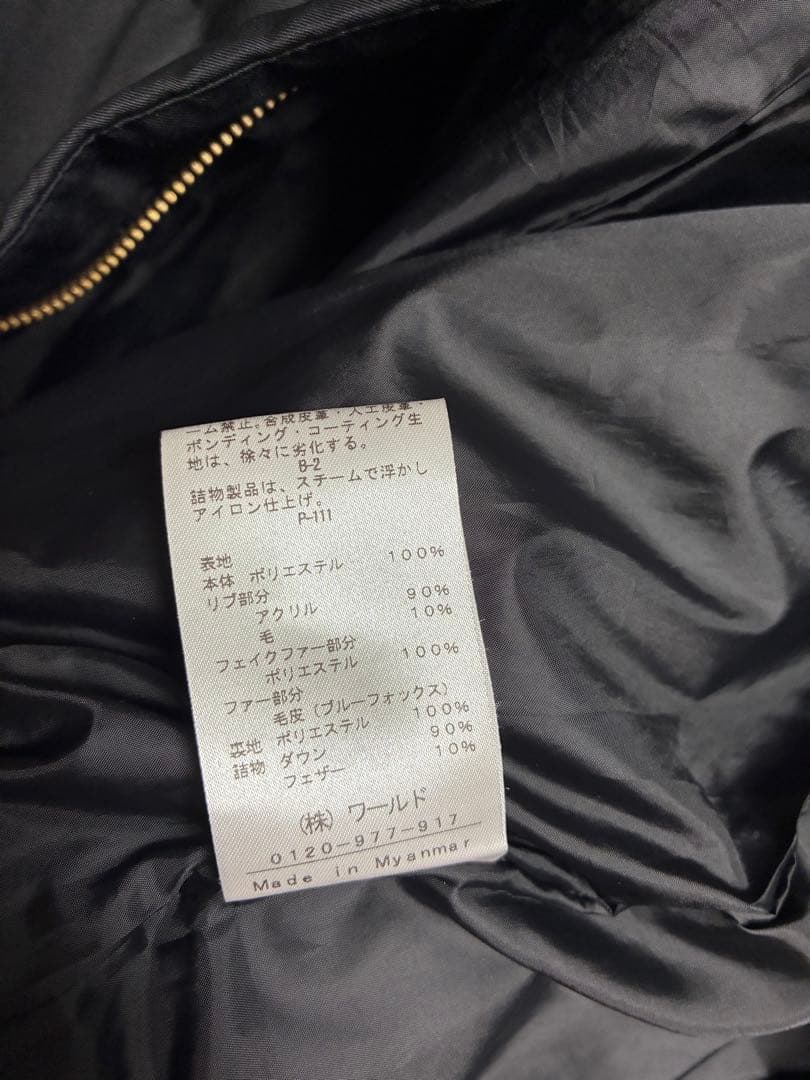 ーム禁止。合成皮革・人工皮革・
ボンディング・コーティング生
地は、徐々に劣化する。
B-2
詰物製品は、スチームで浮かし
アイロン仕上げ。
P-111
表地
本体 ポリエステル 100%
リブ部分
アクリル 90%
毛 10%
フェイクファー部分
ポリエステル 100%
ファー部分
毛皮(ブルーフォックス)
裏地 ポリエステル 100%
詰物 ダウン 90%
フェザー 10%
(株) ワールド
0120-977-917
Made in Myanmar